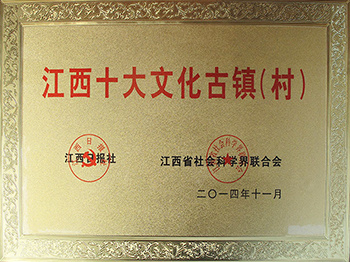 江西十大文化古镇(村)
江西日报社 江西省社会科学界联合会
二〇一四年十一月